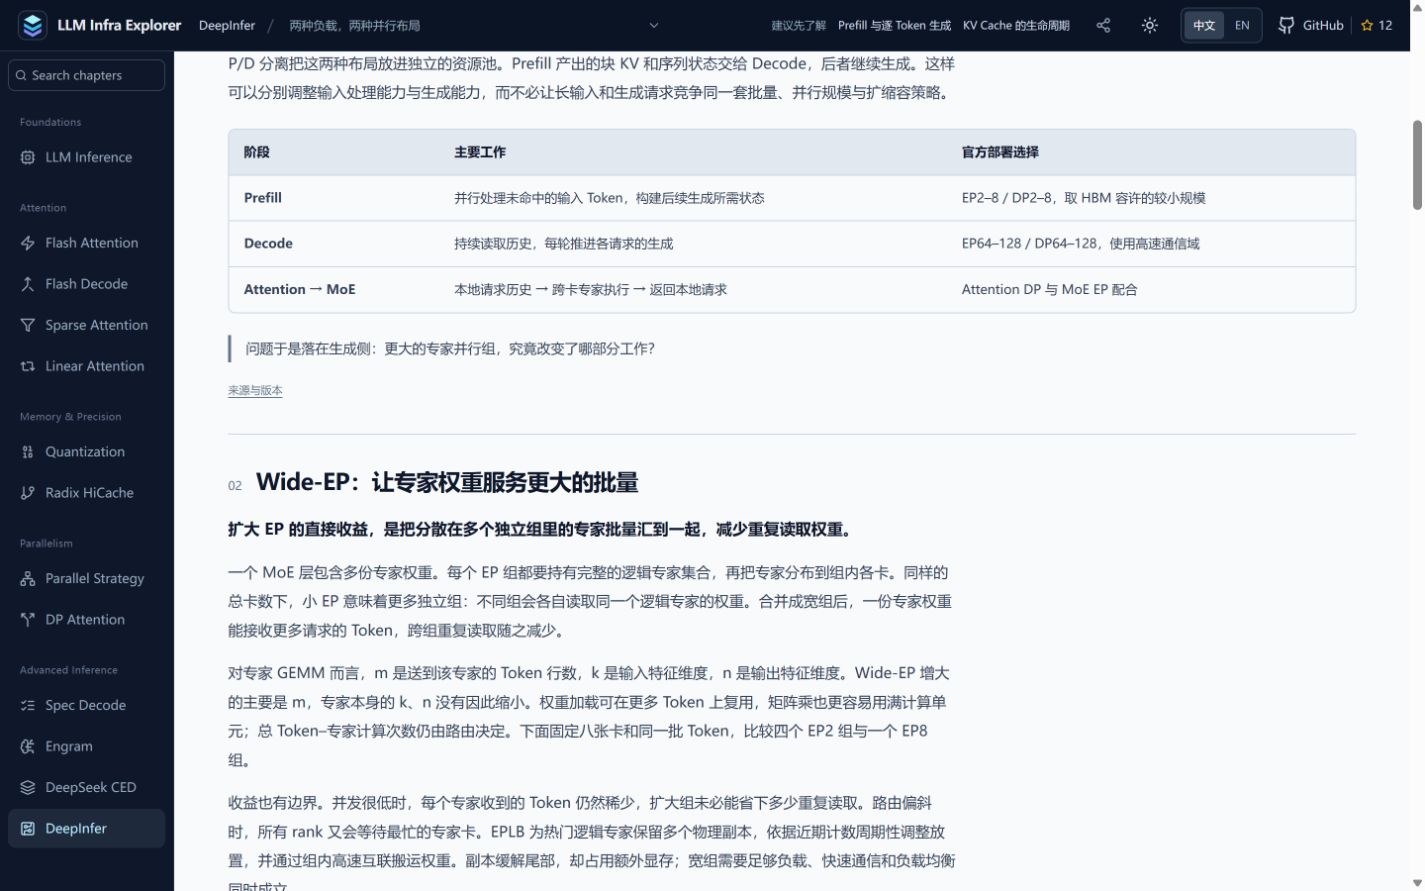 LLM Infra Explorer
DeepInfer / 两种负载，两种并行布局
建议先了解 Prefill 与逐 Token 生成 KV Cache 的生命周期
中文 EN
GitHub 12
Search chapters
Foundations
LLM Inference
Attention
Flash Attention
Flash Decode
Sparse Attention
Linear Attention
Memory & Precision
Quantization
Radix HiCache
Parallelism
Parallel Strategy
DP Attention
Advanced Inference
Spec Decode
Engram
DeepSeek CED
DeepInfer
P/D 分离把这两种布局放进独立的资源池。Prefill 产出的块 KV 和序列状态交给 Decode，后者继续生成。这样
可以分别调整输入处理能力与生成能力，而不必让长输入和生成请求竞争同一套批量、并行规模与扩缩容策略。
阶段 主要工作 官方部署选择
Prefill 并行处理未命中的输入 Token，构建后续生成所需状态 EP2–8 / DP2–8，取 HBM 容许的较小规模
Decode 持续读取历史，每轮推进各请求的生成 EP64–128 / DP64–128，使用高速通信域
Attention → MoE 本地请求历史 → 跨卡专家执行 → 返回本地请求 Attention DP 与 MoE EP 配合
问题于是落在生成侧：更大的专家并行组，究竟改变了哪部分工作？
来源与版本
02 Wide-EP：让专家权重服务更大的批量
扩大 EP 的直接收益，是把分散在多个独立组里的专家批量汇到一起，减少重复读取权重。
一个 MoE 层包含多份专家权重。每个 EP 组都要持有完整的逻辑专家集合，再把专家分布到组内各卡。同样的
总卡数下，小 EP 意味着更多独立组：不同组会各自读取同一个逻辑专家的权重。合并成宽组后，一份专家权重
能接收更多请求的 Token，跨组重复读取随之减少。
对专家 GEMM 而言，m 是送到该专家的 Token 行数，k 是输入特征维度，n 是输出特征维度。Wide-EP 增大
的主要是 m，专家本身的 k、n 没有因此缩小。权重加载可在更多 Token 上复用，矩阵乘也更容易用满计算单
元；总 Token–专家计算次数仍由路由决定。下面固定八张卡和同一批 Token，比较四个 EP2 组与一个 EP8
组。
收益也有边界。并发很低时，每个专家收到的 Token 仍然稀少，扩大组未必能省下多少重复读取。路由偏斜
时，所有 rank 又会等待最忙的专家卡。EPLB 为热门逻辑专家保留多个物理副本，依据近期计数周期性调整放
置，并通过组内高速互联搬运权重。副本缓解尾部，却占用额外显存；宽组需要足够负载、快速通信和负载均衡
同时成立